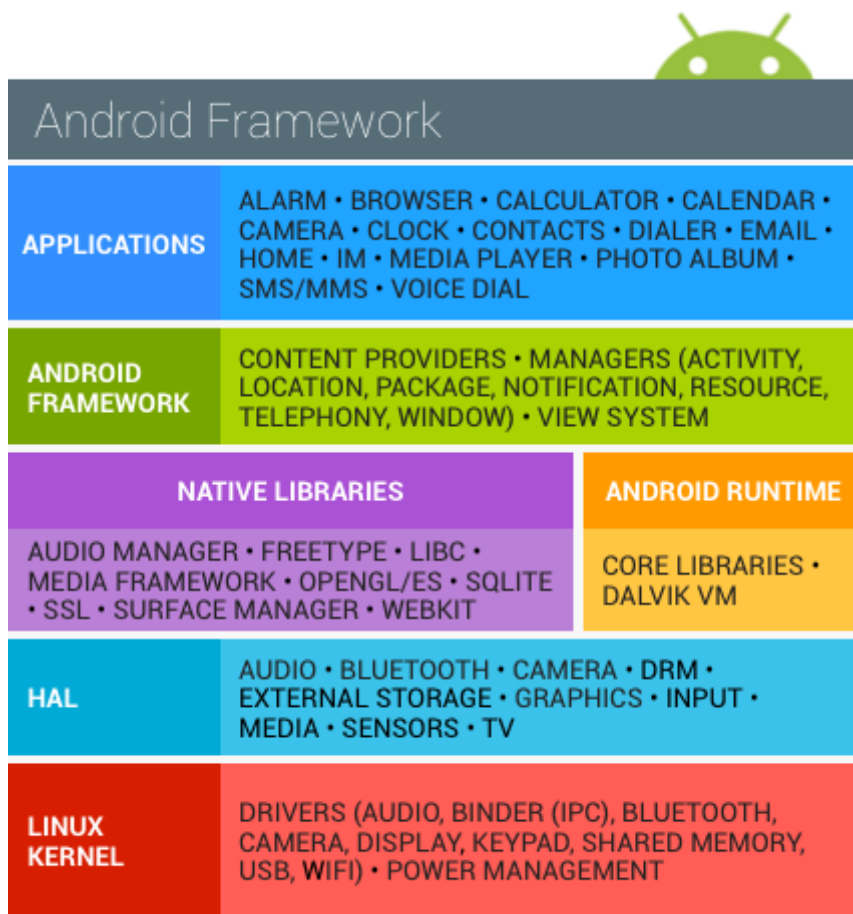 Android Framework
APPLICATIONS
ALARM • BROWSER • CALCULATOR • CALENDAR •
CAMERA • CLOCK • CONTACTS • DIALER • EMAIL •
HOME • IM • MEDIA PLAYER • PHOTO ALBUM •
SMS/MMS • VOICE DIAL
ANDROID
FRAMEWORK
CONTENT PROVIDERS • MANAGERS (ACTIVITY,
LOCATION, PACKAGE, NOTIFICATION, RESOURCE,
TELEPHONY, WINDOW) • VIEW SYSTEM
NATIVE LIBRARIES
AUDIO MANAGER • FREETYPE • LIBC •
MEDIA FRAMEWORK • OPENGL/ES • SQLITE
• SSL • SURFACE MANAGER • WEBKIT
ANDROID RUNTIME
CORE LIBRARIES •
DALVIK VM
HAL
AUDIO • BLUETOOTH • CAMERA • DRM •
EXTERNAL STORAGE • GRAPHICS • INPUT •
MEDIA • SENSORS • TV
LINUX
KERNEL
DRIVERS (AUDIO, BINDER (IPC), BLUETOOTH,
CAMERA, DISPLAY, KEYPAD, SHARED MEMORY,
USB, WIFI) • POWER MANAGEMENT